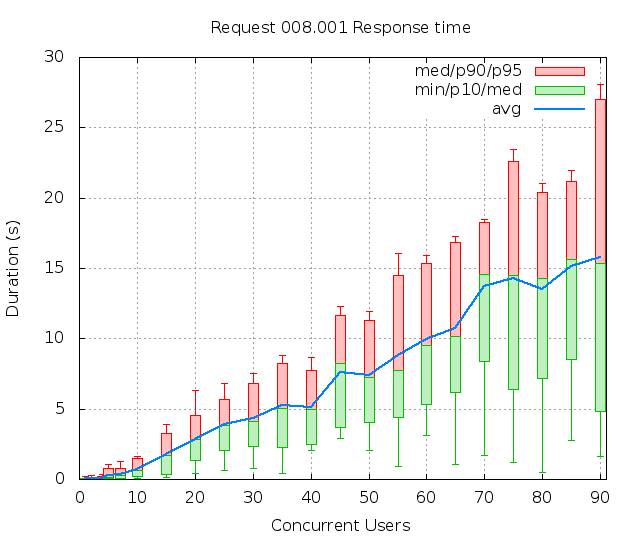 Request 008.001 Response time
med/p90/p95
min/p10/med
avg
30
25
20
15
10
5
0
0 10 20 30 40 50 60 70 80 90
Duration (s)
Concurrent Users